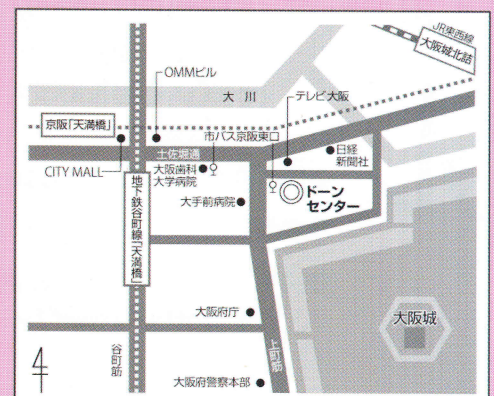 JR東西線
大阪城北詰
OMMビル
大 川
テレビ大阪
京阪「天満橋」
市バス京阪東口
土佐堀通
日経
新聞社
CITY MALL
大阪歯科
大学病院
ドーン
センター
地下鉄谷町線「天満橋」
大手前病院
大阪府庁
大阪城
上町筋
谷町筋
4
大阪府警察本部